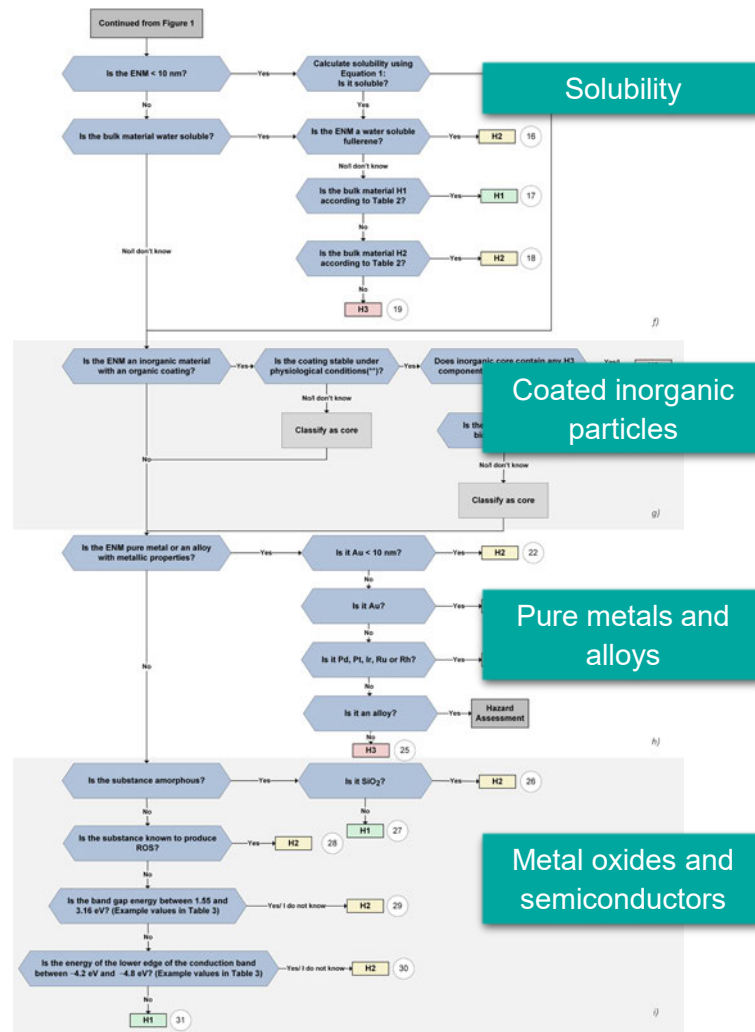 Continued from Figure 1
Is the ENM < 10 nm?
Yes
Calculate solubility using
Equation 1:
Is it soluble?
Solubility
No
Yes
Is the bulk material water soluble?
Yes
Is the ENM a water soluble
fullerene?
Yes
H2
16
No/I don't know
Is the bulk material H1
according to Table 2?
Yes
H1
17
No
No/I don't know
Is the bulk material H2
according to Table 2?
Yes
H2
18
No
H3
19
f)
Is the ENM an inorganic material
with an organic coating?
Yes
Is the coating stable under
physiological conditions(**)?
Yes
Does inorganic core contain any H3
component
Coated inorganic
particles
No/I don't know
Classify as core
Is the
No
No/I don't know
Classify as core
g)
Is the ENM pure metal or an alloy
with metallic properties?
Yes
Is it Au < 10 nm?
Yes
H2
22
No
Is it Au?
Yes
Pure metals and
alloys
No
No
Is it Pd, Pt, Ir, Ru or Rh?
Yes
No
Is it an alloy?
Yes
Hazard
Assessment
No
H3
25
h)
Is the substance amorphous?
Yes
Is it SiO₂?
Yes
H2
26
No
No
H1
27
Is the substance known to produce
ROS?
Yes
H2
28
Metal oxides and
semiconductors
No
Is the band gap energy between 1.55 and
3.16 eV? (Example values in Table 3)
Yes/ I do not know
H2
29
No
Is the energy of the lower edge of the conduction band
between −4.2 eV and −4.8 eV? (Example values in Table 3)
Yes/ I do not know
H2
30
No
H1
31
i)